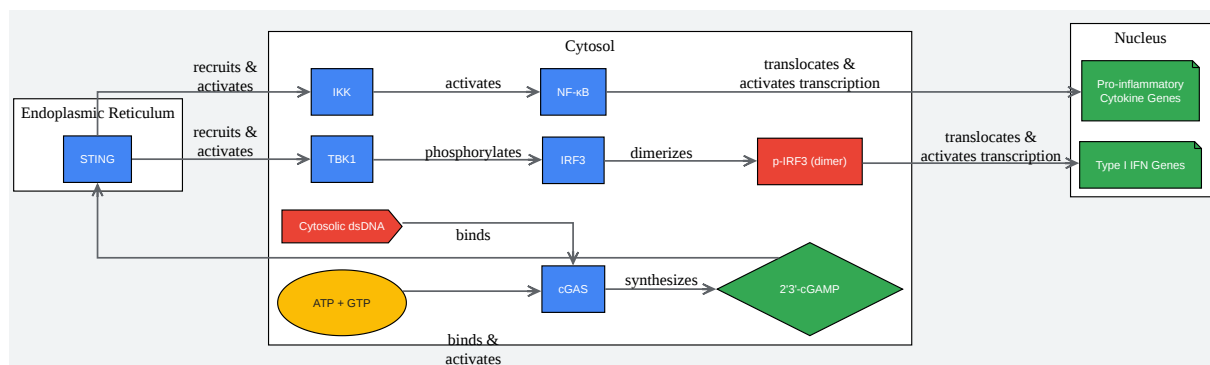 Cytosol
Nucleus
recruits &
activates
IKK
activates
NF-κB
translocates &
activates transcription
Pro-inflammatory
Cytokine Genes
Endoplasmic Reticulum
STING
recruits &
activates
TBK1
phosphorylates
IRF3
dimerizes
p-IRF3 (dimer)
translocates &
activates transcription
Type I IFN Genes
Cytosolic dsDNA
binds
ATP + GTP
cGAS
synthesizes
2'3'-cGAMP
binds &
activates